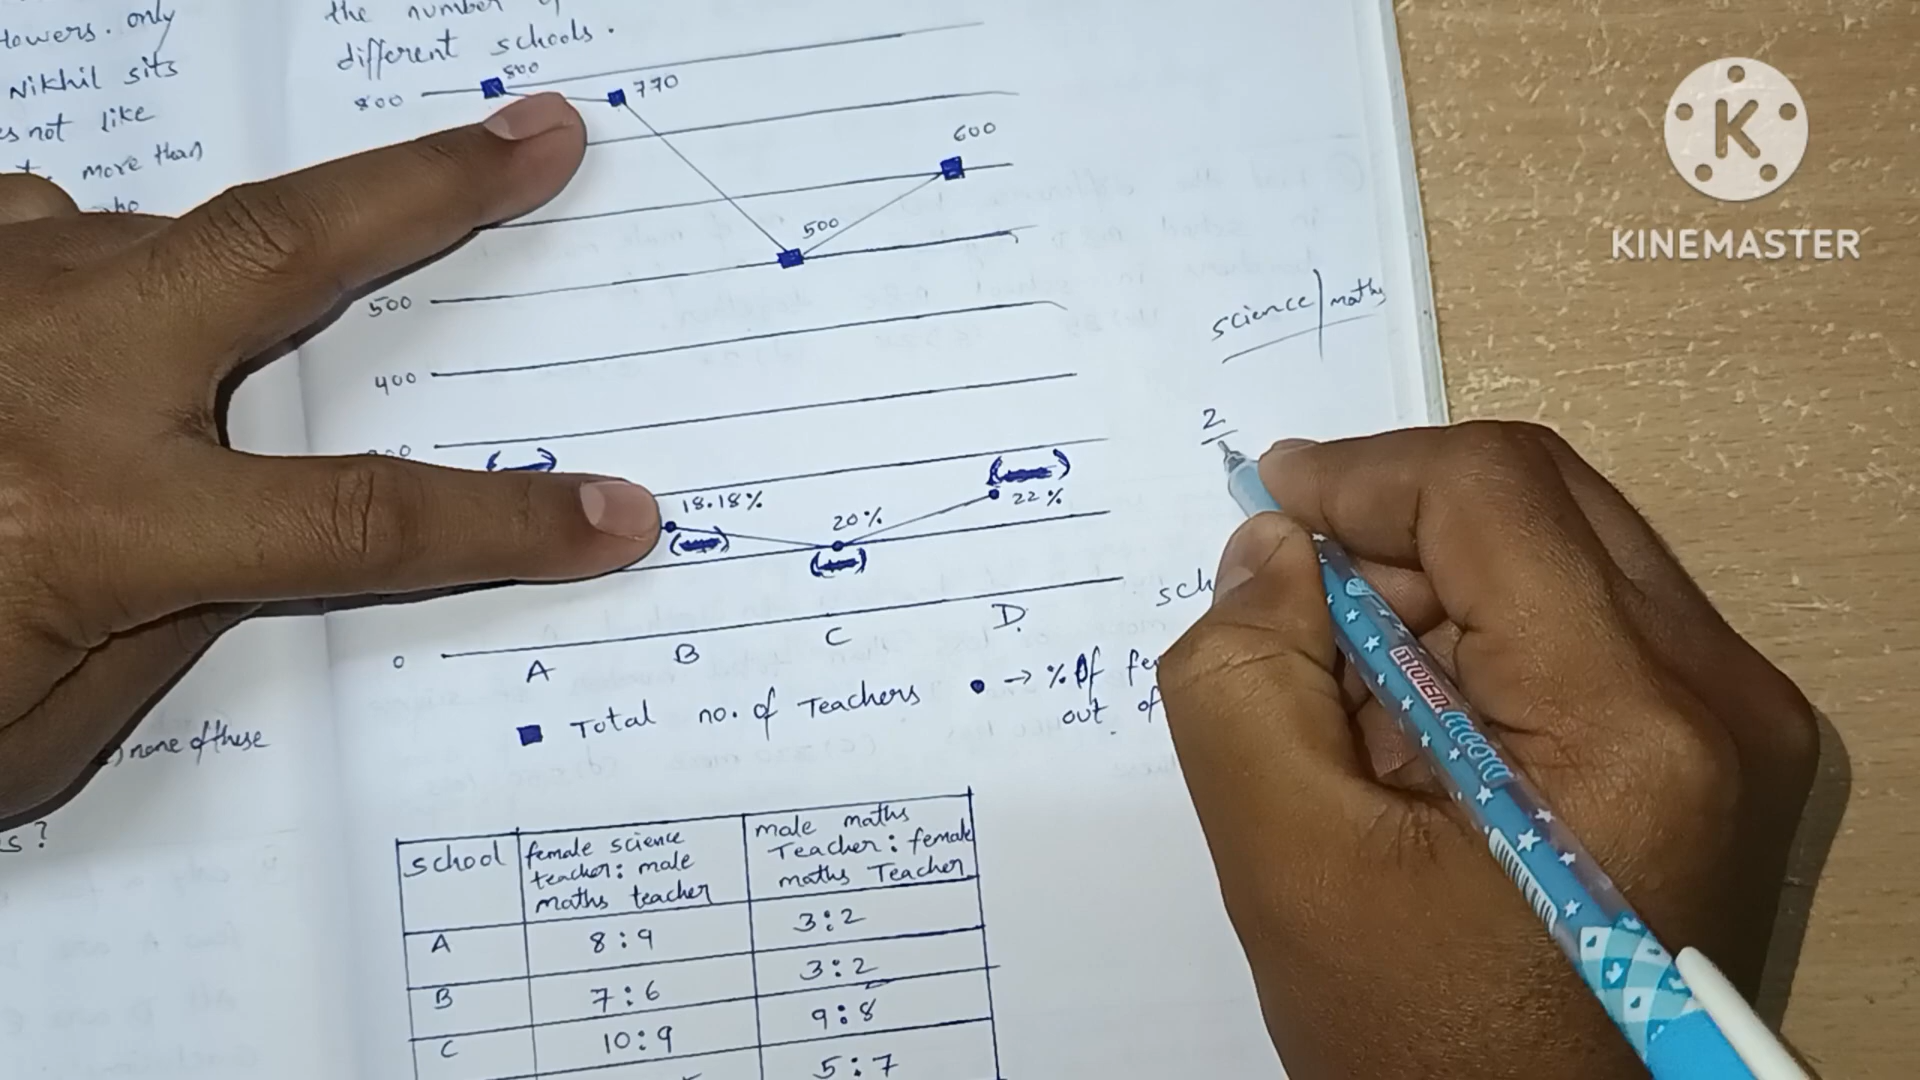 towers. only
Nikhil sits
not like
more than
none of these
s?
the number
different schools.
800
800
770
600
500
500
400
18.18%
20%
22%
0
A
B
C
D
Total no. of Teachers
→ % of
out of
science | maths
2
school
female science teacher: male maths teacher
male maths Teacher: female maths Teacher
A
8:9
3:2
B
7:6
3:2
C
10:9
9:8
5:7
K
KINEMASTER